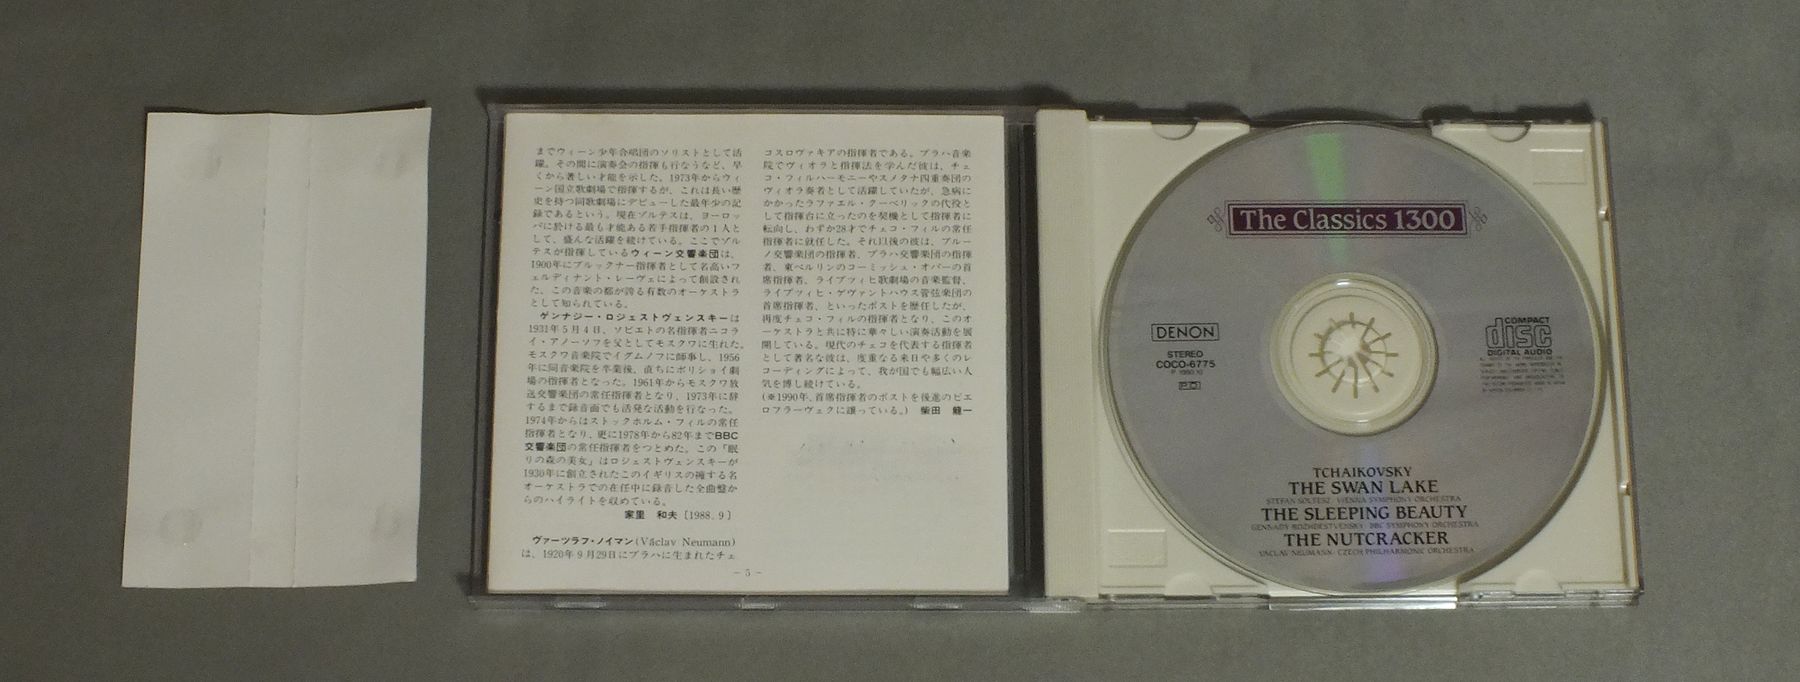 までウィーン少年合唱団のソリストとして活
躍。その間に演奏会の指揮も行なうなど、早
くから著しい才能を示した。1973年からウィ
ーン国立歌劇場で指揮するが、これは長い歴
史を持つ同歌劇場にデビューした最年少の記
録であるという。現在ゾルテスは、ヨーロッ
パに於ける最も才能ある若手指揮者の1人と
して、盛んな活躍を続けている。ここでゾル
テスが指揮しているウィーン交響楽団は、
1900年にブルックナー指揮者として名高いフ
ェルディナント・レーヴェによって創設され
た、この音楽の都が誇る有数のオーケストラ
として知られている。
ゲンナジー・ロジェストヴェンスキーは
1931年5月4日、ソビエトの名指揮者ニコラ
イ・アノーソフを父としてモスクワに生れた。
モスクワ音楽院でイグムノフに師事し、1956
年に同音楽院を卒業後、直ちにボリショイ劇
場の指揮者となった。1961年からモスクワ放
送交響楽団の常任指揮者となり、1973年に辞
するまで録音面でも活発な活動を行なった。
1974年からはストックホルム・フィルの常任
指揮者となり、更に1978年から82年までBBC
交響楽団の常任指揮者をつとめた。この「眠
りの森の美女」はロジェストヴェンスキーが
1930年に創立されたこのイギリスの擁する名
オーケストラでの在任中に録音した全曲盤か
らのハイライトを収めている。
家里 和夫〔1988.9〕
ヴァーツラフ・ノイマン(Václav Neumann)
は、1920年9月29日にプラハに生まれたチェ
コスロヴァキアの指揮者である。プラハ音楽
院でヴィオラと指揮法を学んだ彼は、チェ
コ・フィルハーモニーやスメタナ四重奏団の
ヴィオラ奏者として活躍していたが、急病に
かかったラファエル・クーベリックの代役と
して指揮台に立ったのを契機として指揮者に
転向し、わずか28才でチェコ・フィルの常任
指揮者に就任した。それ以後の彼は、ブルー
ノ交響楽団の指揮者、プラハ交響楽団の指揮
者、東ベルリンのコーミッシュ・オパーの首
席指揮者、ライプツィヒ歌劇場の音楽監督、
ライプツィヒ・ゲヴァントハウス管弦楽団の
首席指揮者、といったポストを歴任したが、
再度チェコ・フィルの指揮者となり、このオ
ーケストラと共に特に華々しい演奏活動を展
開している。現代のチェコを代表する指揮者
として著名な彼は、度重なる来日や多くのレ
コーディングによって、我が国でも幅広い人
気を博し続けている。
(※1990年、首席指揮者のポストを後進のビエ
ロフラーヴェクに譲っている。) 柴田 龍一
－5－
The Classics 1300
DENON
STEREO
COCO-6775
P 1990.10
COMPACT
disc
DIGITAL AUDIO
TCHAIKOVSKY
THE SWAN LAKE
STEFAN SOLTESZ・VIENNA SYMPHONY ORCHESTRA
THE SLEEPING BEAUTY
GENNADY ROZHDESTVENSKY・BBC SYMPHONY ORCHESTRA
THE NUTCRACKER
VÁCLAV NEUMANN・CZECH PHILHARMONIC ORCHESTRA